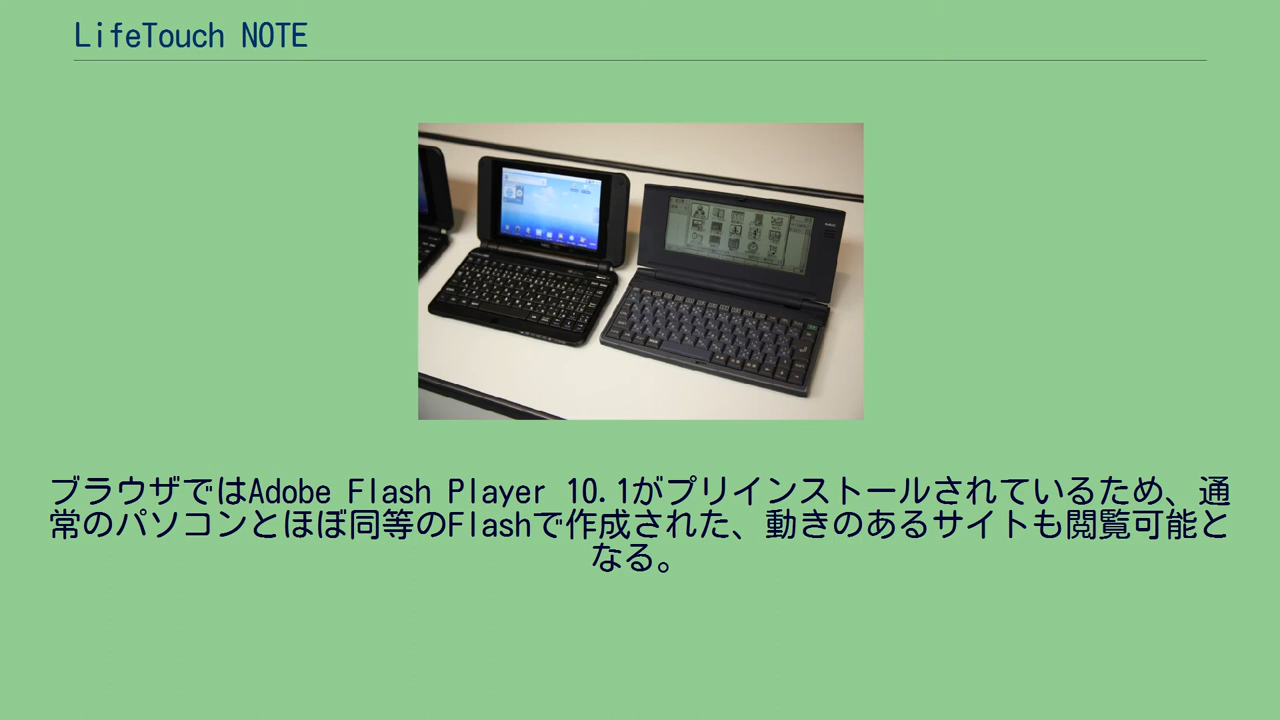 LifeTouch NOTE
ブラウザではAdobe Flash Player 10.1がプリインストールされているため、通
常のパソコンとほぼ同等のFlashで作成された、動きのあるサイトも閲覧可能と
なる。